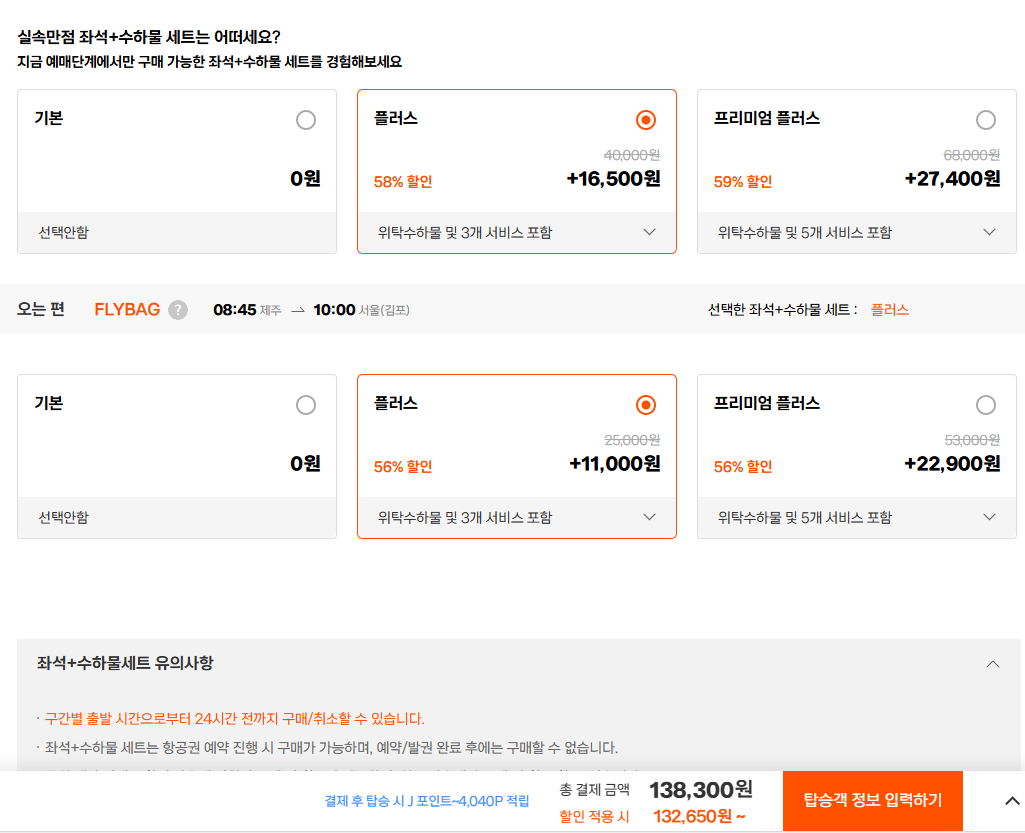 실속만점 좌석+수하물 세트는 어떠세요?
지금 예매단계에서만 구매 가능한 좌석+수하물 세트를 경험해보세요
기본
0원
선택안함
플러스
40,000원
58% 할인 +16,500원
위탁수하물 및 3개 서비스 포함
프리미엄 플러스
68,000원
59% 할인 +27,400원
위탁수하물 및 5개 서비스 포함
오는 편 FLYBAG ? 08:45 제주 → 10:00 서울(김포) 선택한 좌석+수하물 세트 : 플러스
기본
0원
선택안함
플러스
25,000원
56% 할인 +11,000원
위탁수하물 및 3개 서비스 포함
프리미엄 플러스
53,000원
56% 할인 +22,900원
위탁수하물 및 5개 서비스 포함
좌석+수하물세트 유의사항
· 구간별 출발 시간으로부터 24시간 전까지 구매/취소할 수 있습니다.
· 좌석+수하물 세트는 항공권 예약 진행 시 구매가 가능하며, 예약/발권 완료 후에는 구매할 수 없습니다.
결제 후 탑승 시 J 포인트~4,040P 적립
총 결제 금액 138,300원
할인 적용 시 132,650원 ~
탑승객 정보 입력하기